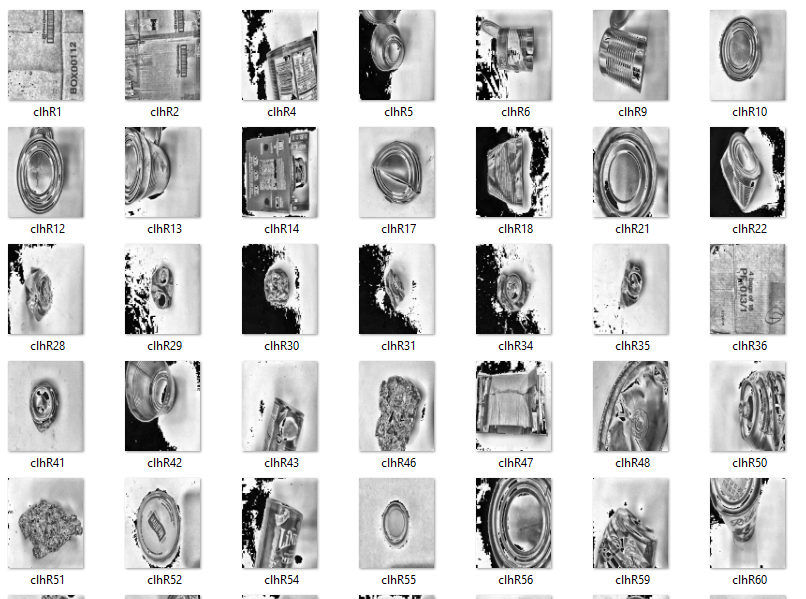 BOX00112
clhR1 clhR2 clhR4 clhR5 clhR6 clhR9 clhR10
clhR12 clhR13 clhR14 clhR17 clhR18 clhR21 clhR22
clhR28 clhR29 clhR30 clhR31 clhR34 clhR35 clhR36
clhR41 clhR42 clhR43 clhR46 clhR47 clhR48 clhR50
clhR51 clhR52 clhR54 clhR55 clhR56 clhR59 clhR60